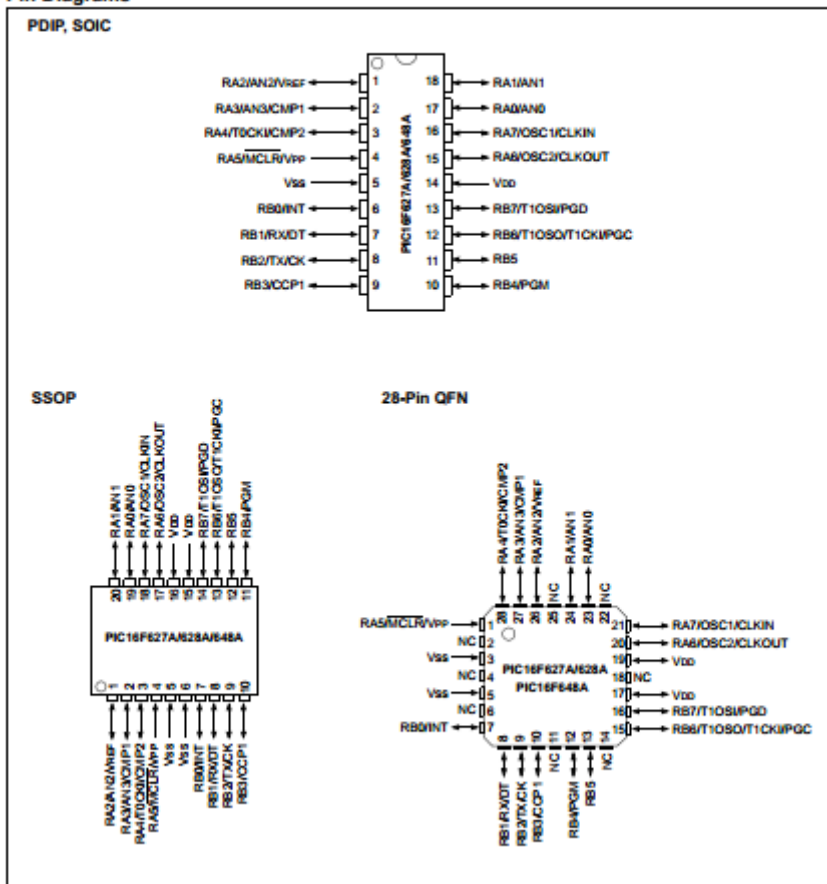 PDIP, SOIC
RA2/AN2/VREF 1 18 RA1/AN1
RA3/AN3/CMP1 2 17 RA0/AN0
RA4/T0CKI/CMP2 3 16 RA7/OSC1/CLKIN
RA5/MCLR/VPP 4 15 RA6/OSC2/CLKOUT
VSS 5 14 VDD
RB0/INT 6 13 RB7/T1OSI/PGD
RB1/RX/DT 7 12 RB6/T1OSO/T1CKI/PGC
RB2/TX/CK 8 11 RB5
RB3/CCP1 9 10 RB4/PGM
PIC16F627A/628A/648A
SSOP
RA1/AN1
RA0/AN0
RA7/OSC1/CLKIN
RA6/OSC2/CLKOUT
VDD
VDD
RB7/T1OSI/PGD
RB6/T1OSO/T1CKI/PGC
RB5
RB4/PGM
20 19 18 17 16 15 14 13 12 11
PIC16F627A/628A/648A
1 2 3 4 5 6 7 8 9 10
RA2/AN2/VREF
RA3/AN3/CMP1
RA4/T0CKI/CMP2
RA5/MCLR/VPP
VSS
VSS
RB0/INT
RB1/RX/DT
RB2/TX/CK
RB3/CCP1
28-Pin QFN
RA4/T0CKI/CMP2
RA3/AN3/CMP1
RA2/AN2/VREF
NC
RA1/AN1
RA0/AN0
NC
28 27 26 25 24 23 22
RA5/MCLR/VPP 1 21 RA7/OSC1/CLKIN
NC 2 20 RA6/OSC2/CLKOUT
VSS 3 19 VDD
NC 4 18 NC
VSS 5 17 VDD
NC 6 16 RB7/T1OSI/PGD
RB0/INT 7 15 RB6/T1OSO/T1CKI/PGC
PIC16F627A/628A
PIC16F648A
8 9 10 11 12 13 14
RB1/RX/DT
RB2/TX/CK
RB3/CCP1
NC
RB4/PGM
RB5
NC